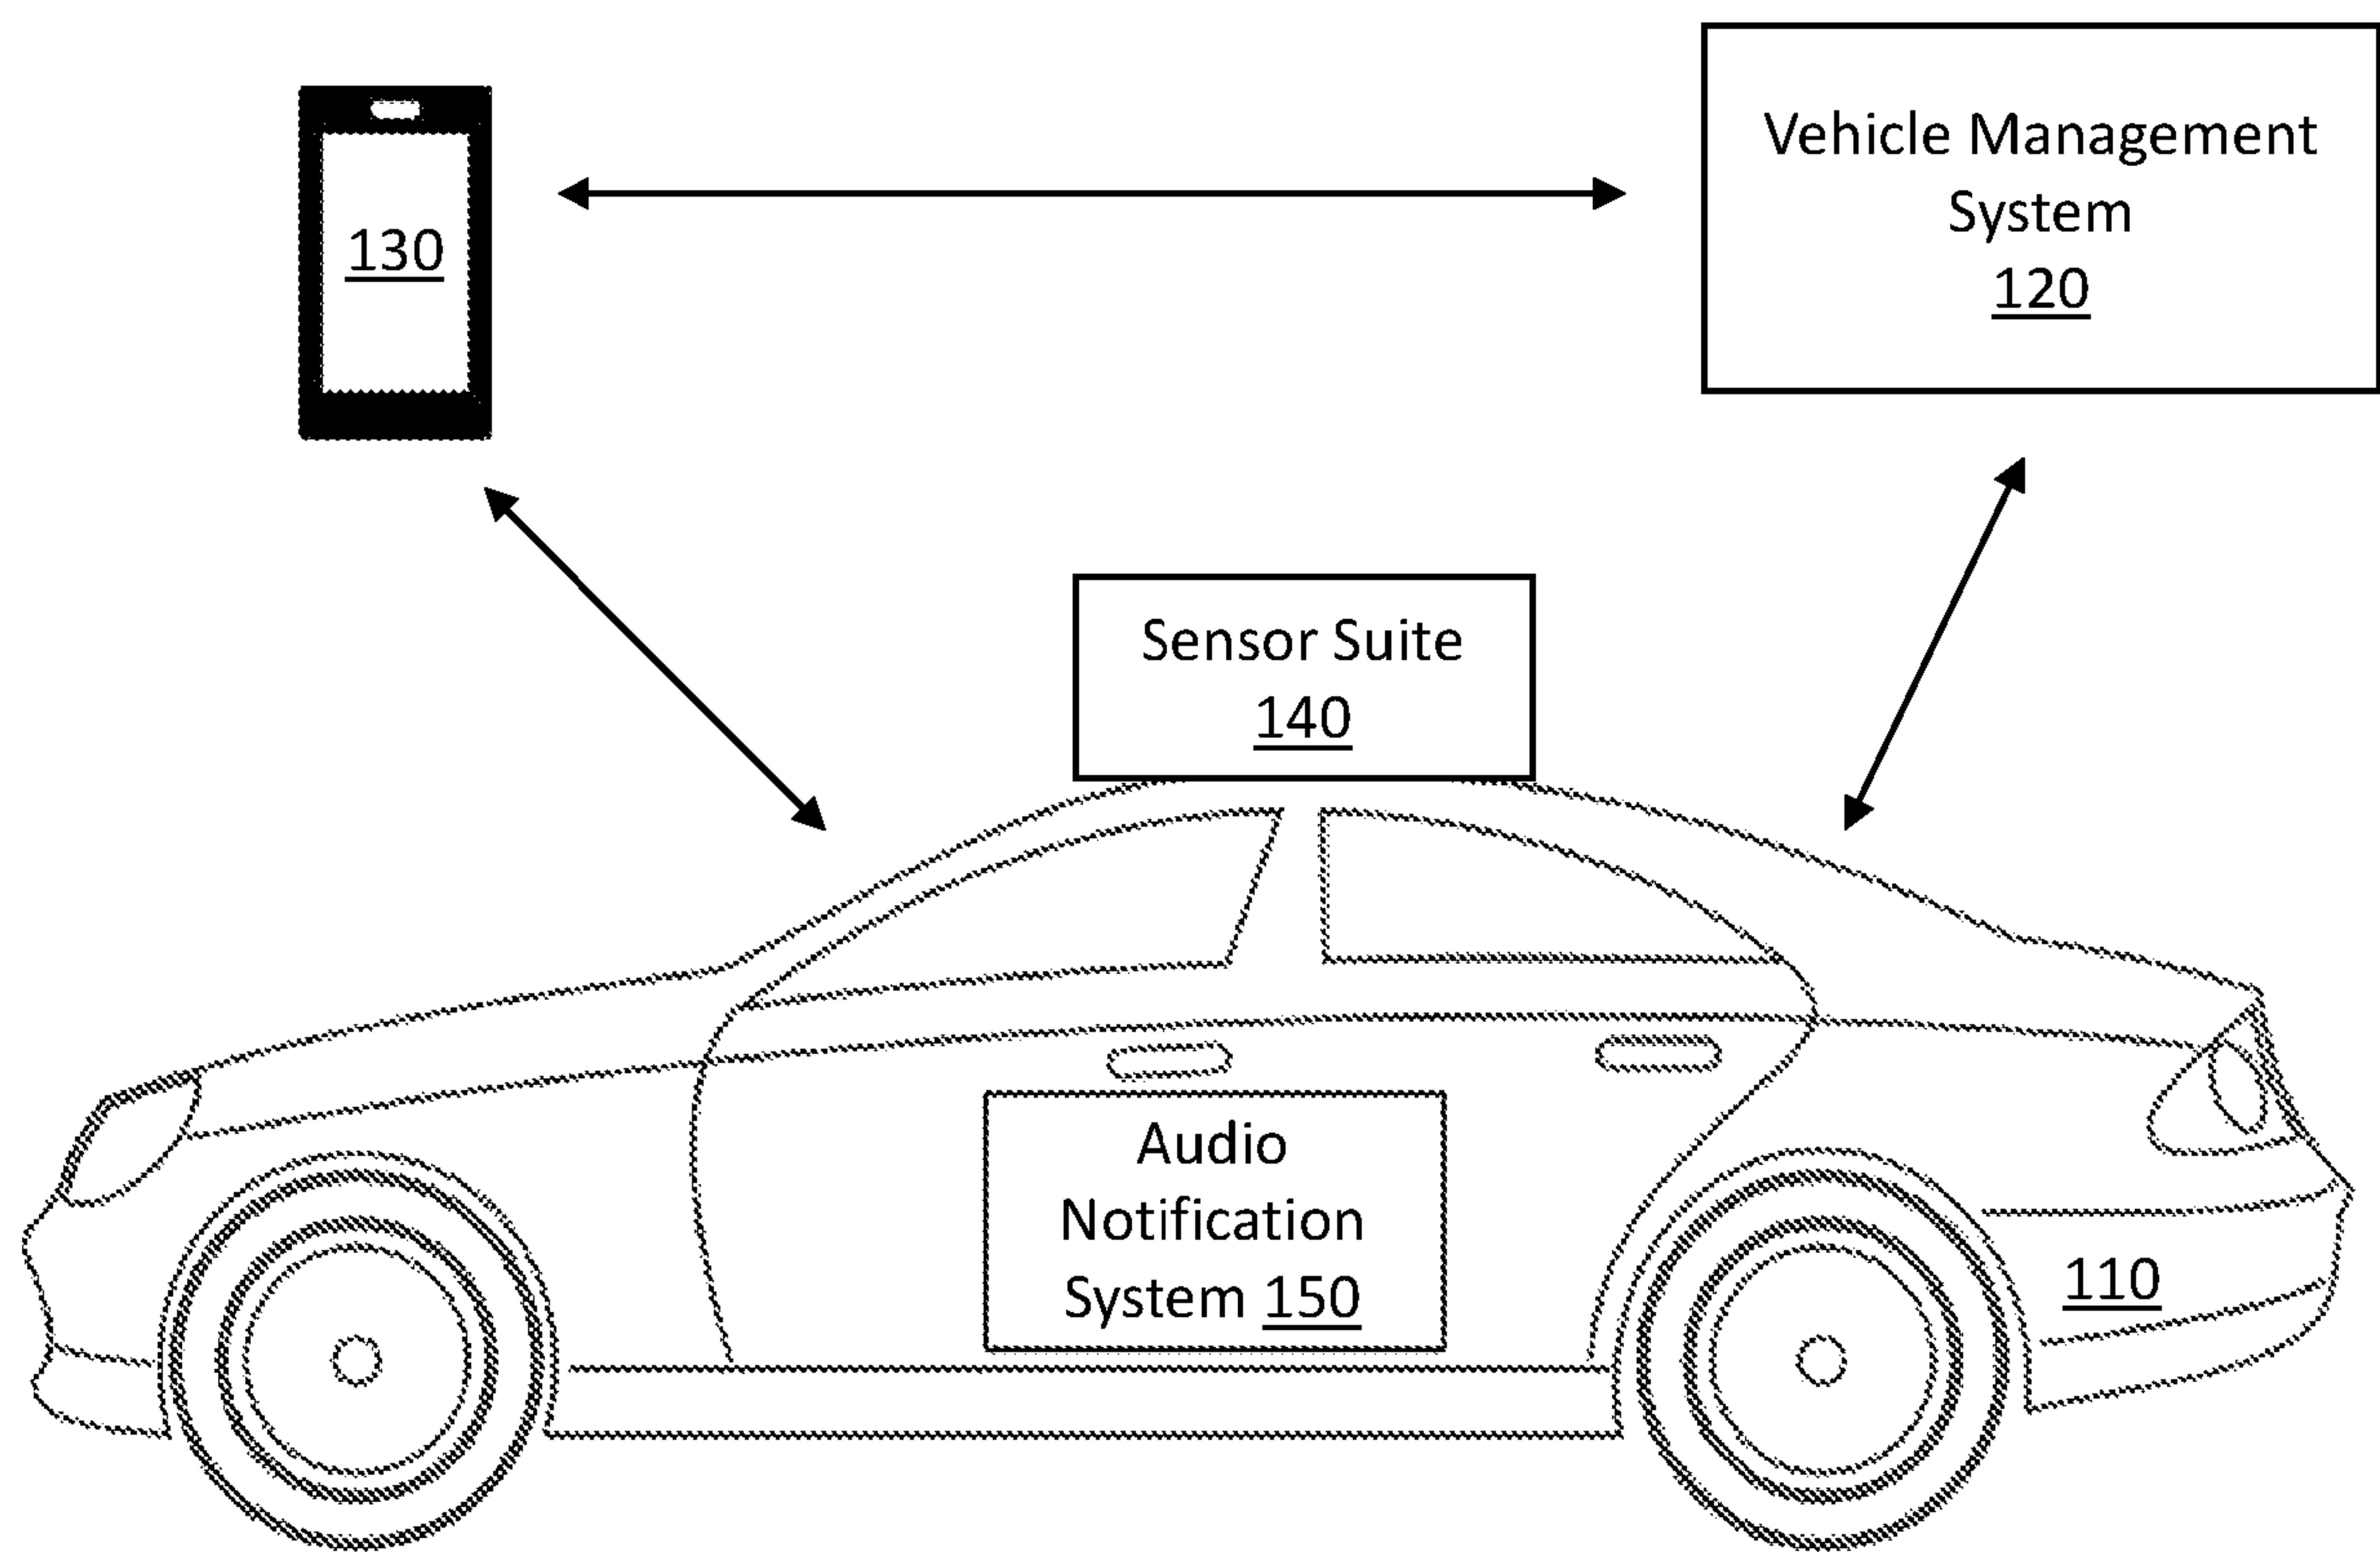 130
Vehicle Management
System
120
Sensor Suite
140
Audio
Notification
System 150
110